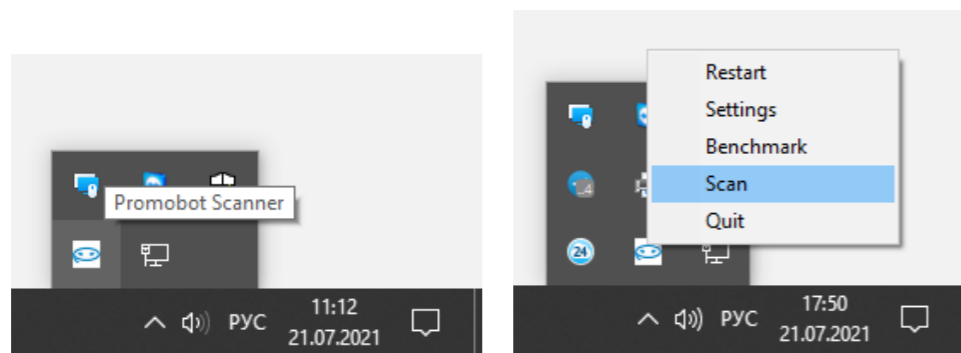 Promobot Scanner
РУС
11:12
21.07.2021
Restart
Settings
Benchmark
Scan
Quit
24
РУС
17:50
21.07.2021